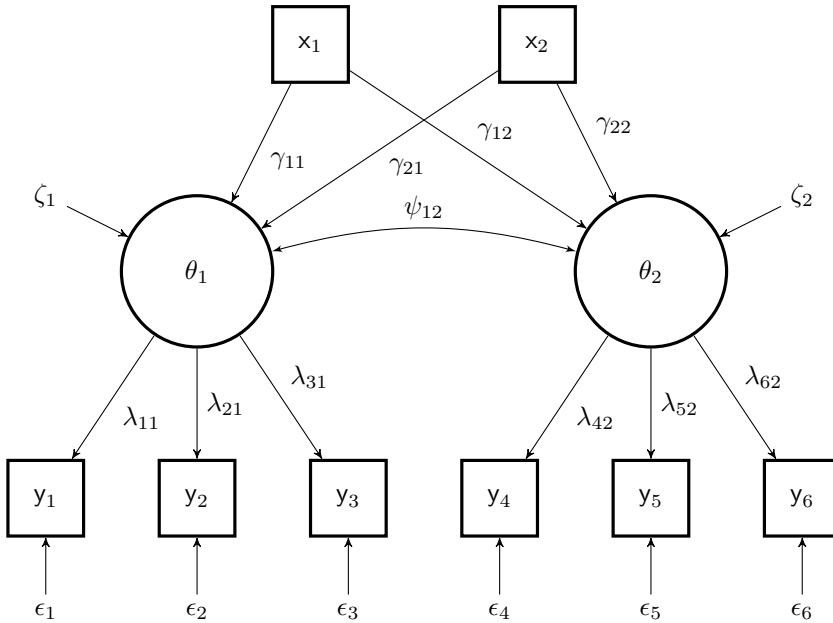 x₁ x₂
γ₁₁ γ₂₁ γ₁₂ γ₂₂
ζ₁ ψ₁₂ ζ₂
θ₁ θ₂
λ₁₁ λ₂₁ λ₃₁ λ₄₂ λ₅₂ λ₆₂
y₁ y₂ y₃ y₄ y₅ y₆
ϵ₁ ϵ₂ ϵ₃ ϵ₄ ϵ₅ ϵ₆